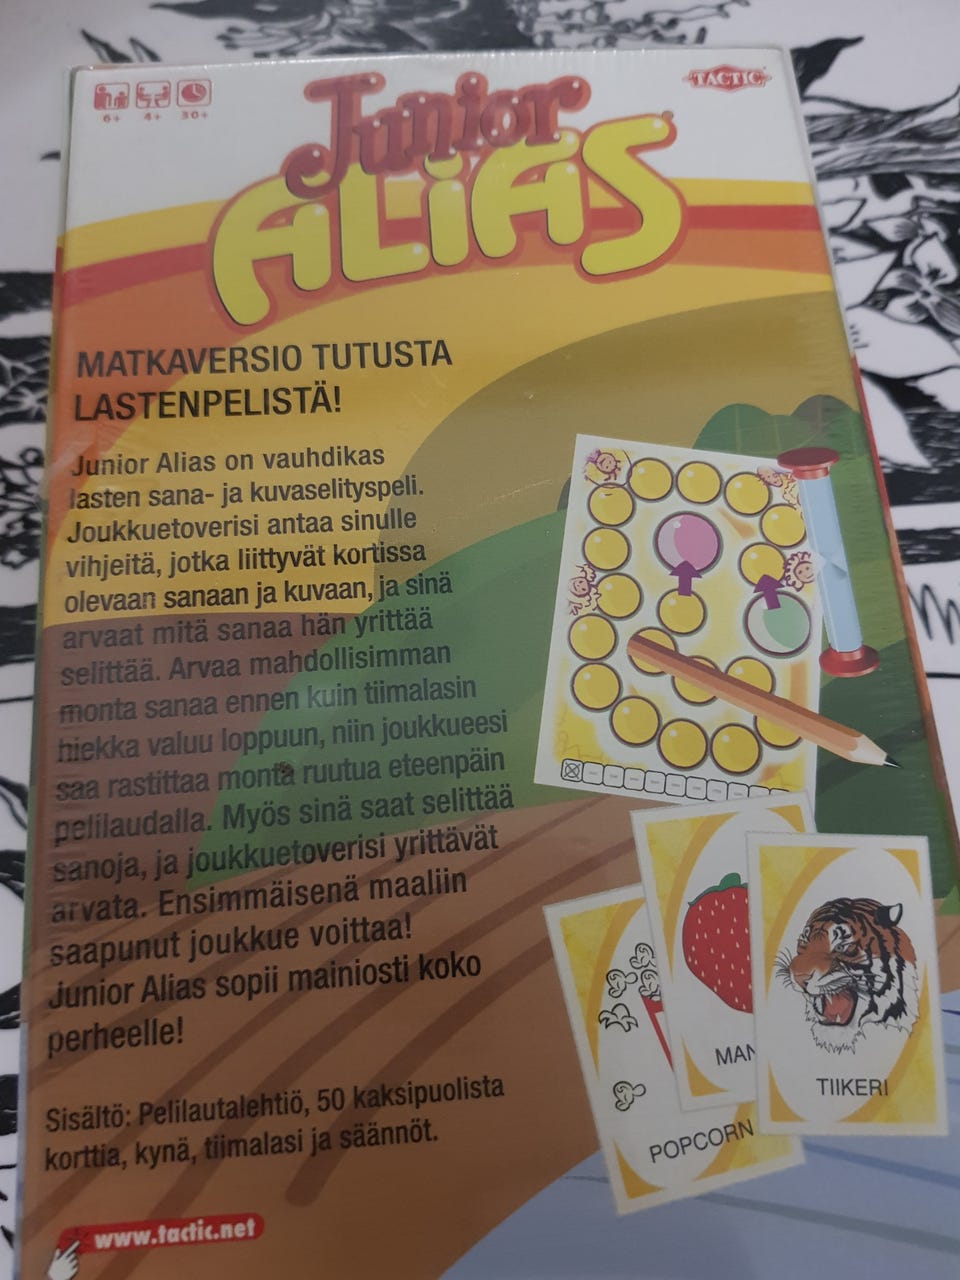 6+ 4+ 30+
TACTIC
Junior
ALiAS
MATKAVERSIO TUTUSTA
LASTENPELISTÄ!
Junior Alias on vauhdikas
lasten sana- ja kuvaselityspeli.
Joukkuetoverisi antaa sinulle
vihjeitä, jotka liittyvät kortissa
olevaan sanaan ja kuvaan, ja sinä
arvaat mitä sanaa hän yrittää
selittää. Arvaa mahdollisimman
monta sanaa ennen kuin tiimalasin
hiekka valuu loppuun, niin joukkueesi
saa rastittaa monta ruutua eteenpäin
pelilaudalla. Myös sinä saat selittää
sanoja, ja joukkuetoverisi yrittävät
arvata. Ensimmäisenä maaliin
saapunut joukkue voittaa!
Junior Alias sopii mainiosti koko
perheelle!
Sisältö: Pelilautalehtiö, 50 kaksipuolista
korttia, kynä, tiimalasi ja säännöt.
MAN
TIIKERI
POPCORN
www.tactic.net